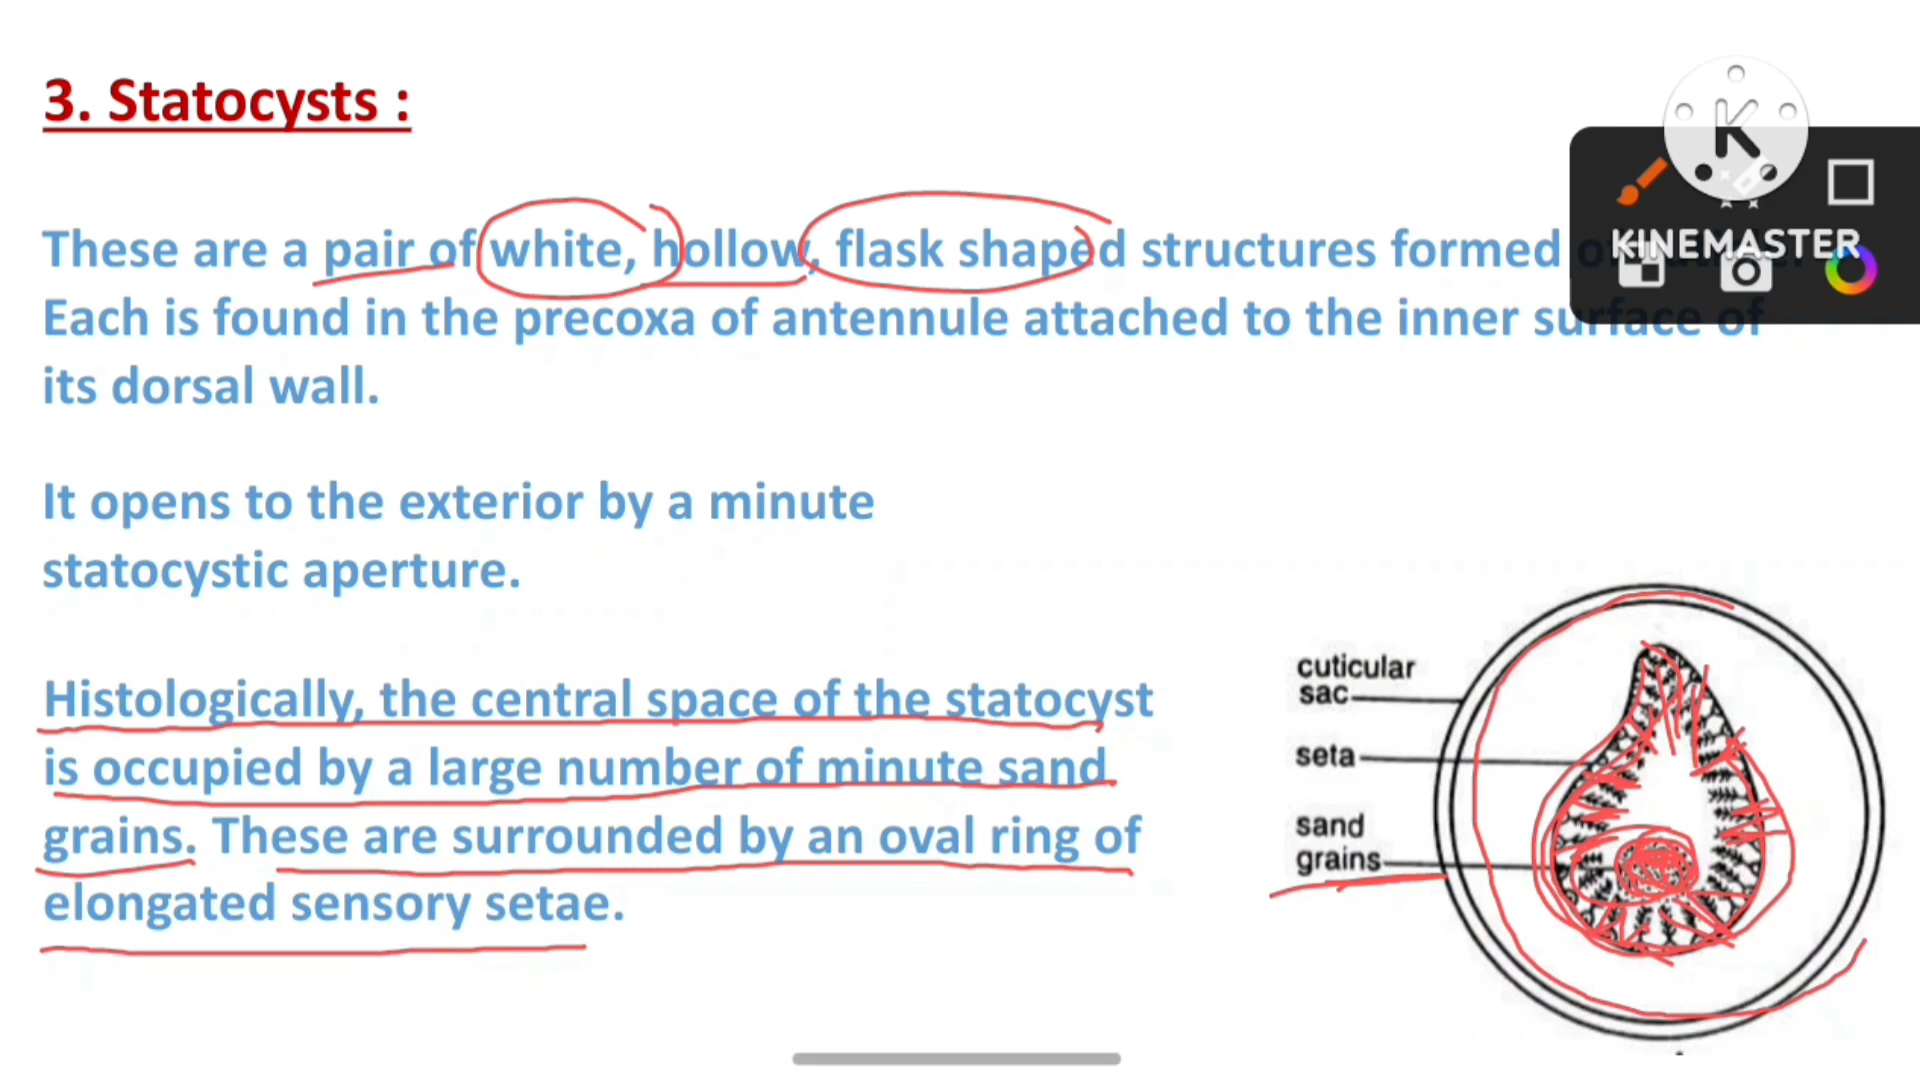 3. Statocysts :
These are a pair of white, hollow, flask shaped structures formed
Each is found in the precoxa of antennule attached to the inner surface of
its dorsal wall.
It opens to the exterior by a minute
statocystic aperture.
Histologically, the central space of the statocyst
is occupied by a large number of minute sand
grains. These are surrounded by an oval ring of
elongated sensory setae.
cuticular
sac
seta
sand
grains
K
KINEMASTER